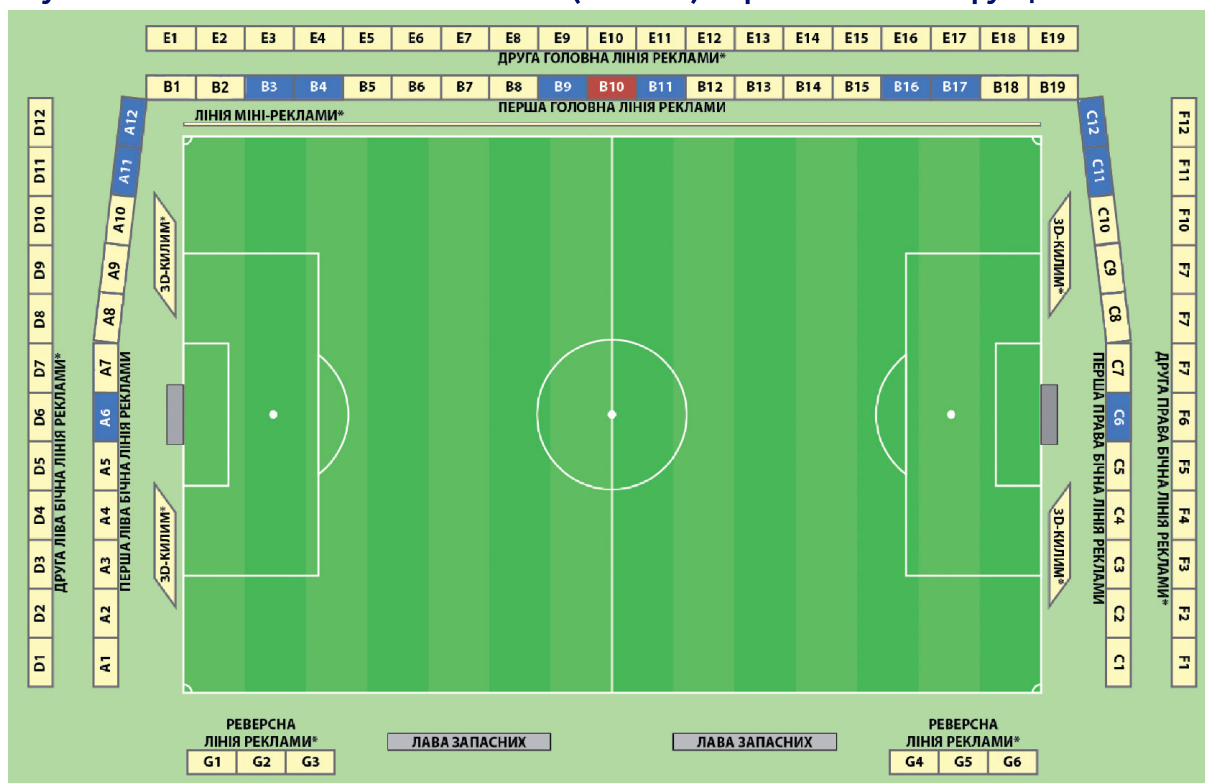 E1 E2 E3 E4 E5 E6 E7 E8 E9 E10 E11 E12 E13 E14 E15 E16 E17 E18 E19
ДРУГА ГОЛОВНА ЛІНІЯ РЕКЛАМИ*
B1 B2 B3 B4 B5 B6 B7 B8 B9 B10 B11 B12 B13 B14 B15 B16 B17 B18 B19
ПЕРША ГОЛОВНА ЛІНІЯ РЕКЛАМИ
ЛІНІЯ МІНІ-РЕКЛАМИ*
D12 D11 D10 D9 D8 D7 D6 D5 D4 D3 D2 D1
ДРУГА ЛІВА БІЧНА ЛІНІЯ РЕКЛАМИ*
A12 A11 A10 A9 A8 A7 A6 A5 A4 A3 A2 A1
ПЕРША ЛІВА БІЧНА ЛІНІЯ РЕКЛАМИ
3D-КИЛИМ*
3D-КИЛИМ*
3D-КИЛИМ*
3D-КИЛИМ*
C12 C11 C10 C9 C8 C7 C6 C5 C4 C3 C2 C1
ПЕРША ПРАВА БІЧНА ЛІНІЯ РЕКЛАМИ
F12 F11 F10 F7 F7 F7 F6 F5 F4 F3 F2 F1
ДРУГА ПРАВА БІЧНА ЛІНІЯ РЕКЛАМИ*
РЕВЕРСНА
ЛІНІЯ РЕКЛАМИ*
G1 G2 G3
ЛАВА ЗАПАСНИХ
ЛАВА ЗАПАСНИХ
РЕВЕРСНА
ЛІНІЯ РЕКЛАМИ*
G4 G5 G6